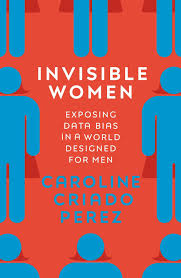 INVISIBLE
WOMEN
EXPOSING
DATA BIAS
IN A WORLD
DESIGNED
FOR MEN
CAROLINE
CRIADO
PEREZ